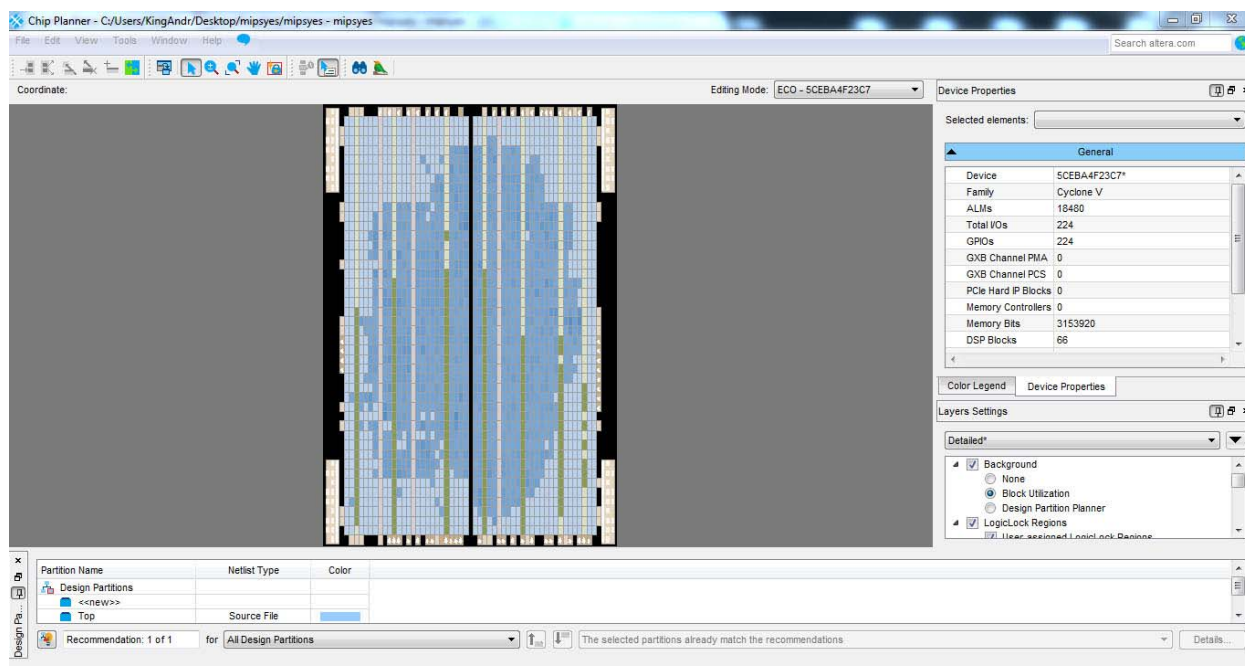 Chip Planner - C:/Users/KingAndr/Desktop/mipsyes/mipsyes - mipsyes
File Edit View Tools Window Help
Search altera.com
Coordinate:
Editing Mode: ECO - 5CEBA4F23C7
Device Properties
Selected elements:
General
Device 5CEBA4F23C7*
Family Cyclone V
ALMs 18480
Total I/Os 224
GPIOs 224
GXB Channel PMA 0
GXB Channel PCS 0
PCIe Hard IP Blocks 0
Memory Controllers 0
Memory Bits 3153920
DSP Blocks 66
Color Legend Device Properties
Layers Settings
Detailed*
Background
None
Block Utilization
Design Partition Planner
LogicLock Regions
User assigned LogicLock Regions
Partition Name Netlist Type Color
Design Partitions
<<new>>
Top Source File
Design Pa...
Recommendation: 1 of 1 for All Design Partitions The selected partitions already match the recommendations Details...